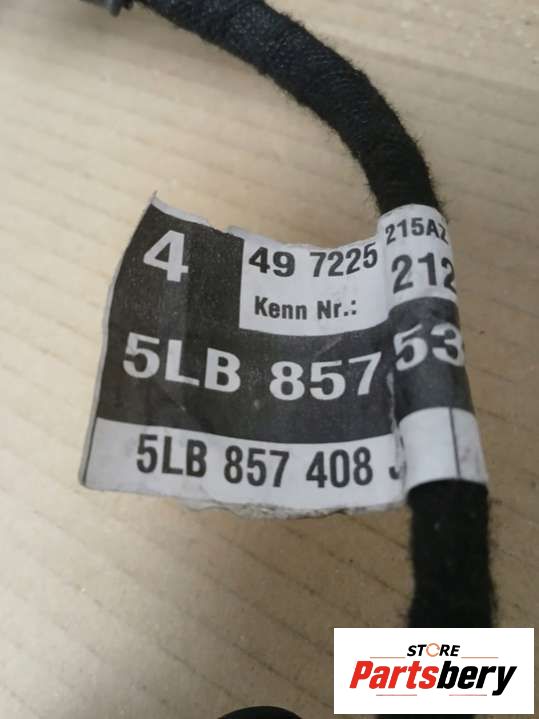 4
49 7225 215AZ
Kenn Nr.: 212
5LB 857 53
5LB 857 408
STORE
Partsbery